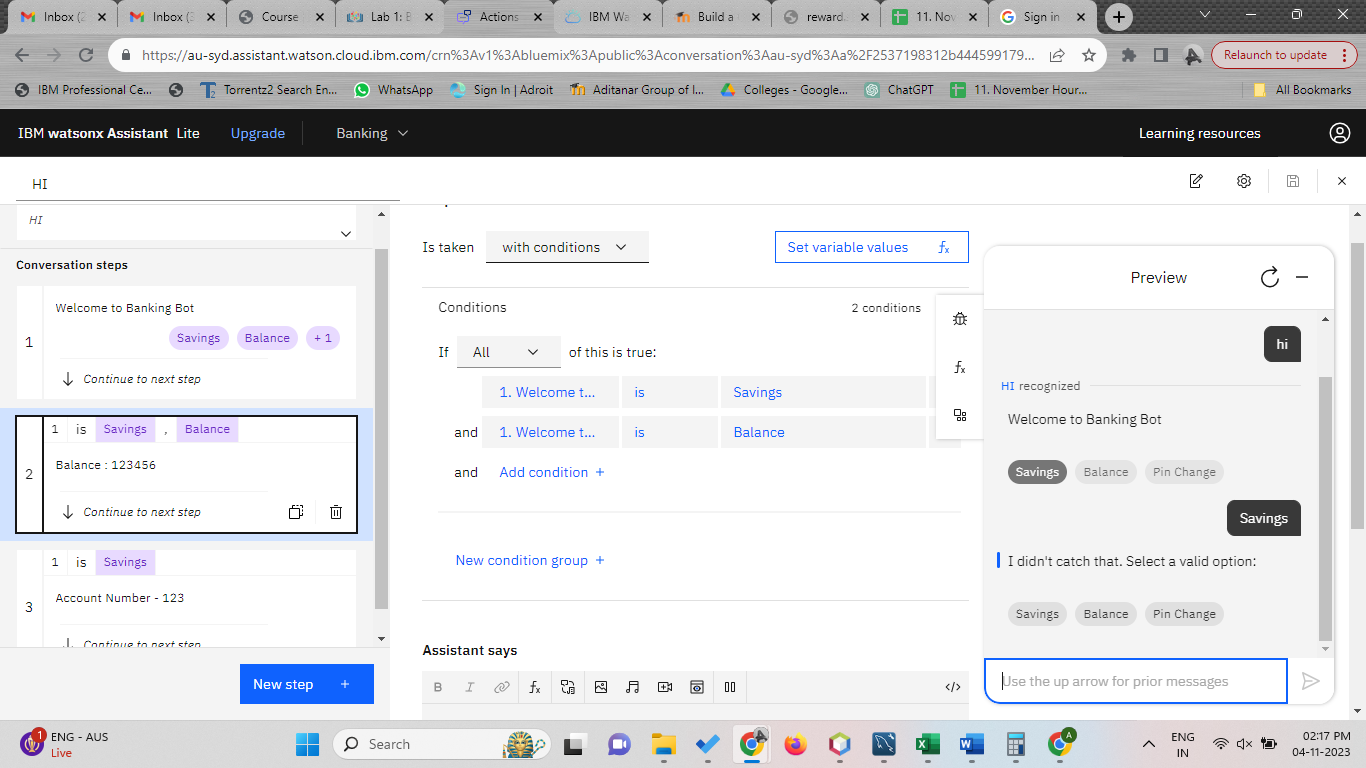 Inbox (2
Inbox (3
Course
Lab 1: B
Actions
IBM Wa
Build a
reward.
11. Nov
Sign in
https://au-syd.assistant.watson.cloud.ibm.com/crn%3Av1%3Abluemix%3Apublic%3Aconversation%3Aau-syd%3Aa%2F2537198312b444599179...
Relaunch to update
IBM Professional Ce...
Torrentz2 Search En...
WhatsApp
Sign In | Adroit
Aditanar Group of I...
Colleges - Google...
ChatGPT
11. November Hour...
All Bookmarks
IBM watsonx Assistant Lite
Upgrade
Banking
Learning resources
HI
HI
Conversation steps
1
Welcome to Banking Bot
Savings
Balance
+ 1
Continue to next step
2
1 is Savings , Balance
Balance : 123456
Continue to next step
3
1 is Savings
Account Number - 123
Continue to next step
New step +
Is taken
with conditions
Set variable values fx
Conditions
2 conditions
If All of this is true:
1. Welcome t... is Savings
and 1. Welcome t... is Balance
and Add condition +
New condition group +
Assistant says
B I fx </>
fx
Preview
hi
HI recognized
Welcome to Banking Bot
Savings
Balance
Pin Change
Savings
I didn't catch that. Select a valid option:
Savings
Balance
Pin Change
Use the up arrow for prior messages
1
ENG - AUS
Live
Search
A
ENG
IN
02:17 PM
04-11-2023